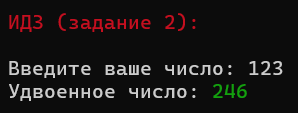 ИДЗ (задание 2):
Введите ваше число: 123
Удвоенное число: 246